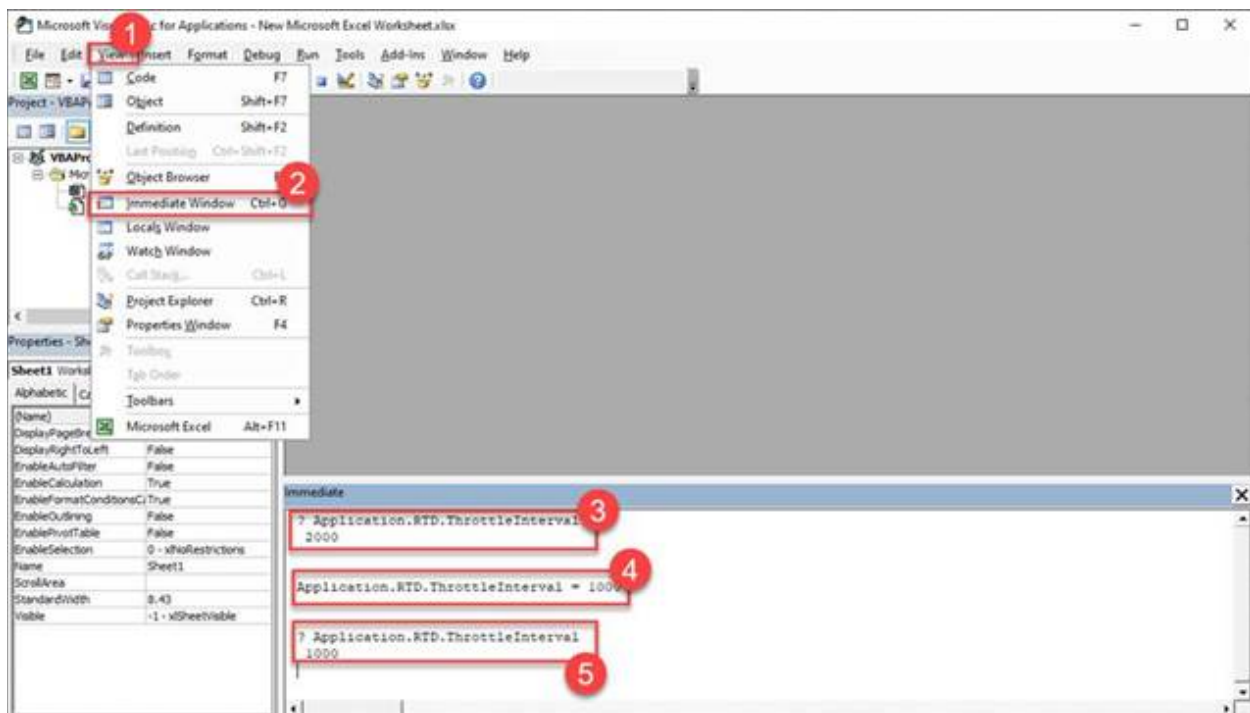 Microsoft Vis c for Applications - New Microsoft Excel Worksheet.xlsx
1
File Edit View Insert Format Debug Run Tools Add-Ins Window Help
Project - VBAP
VBAPro
Code F7
Object Shift+F7
Definition Shift+F2
Last Position Ctrl+Shift+F2
Object Browser
2
Immediate Window Ctrl+G
Locals Window
Watch Window
Call Stack... Ctrl+L
Project Explorer Ctrl+R
Properties Window F4
Toolbox
Tab Order
Toolbars
Microsoft Excel Alt+F11
Properties - Sh
Sheet1 Works
Alphabetic Ca
(Name)
DisplayPageBre
DisplayRightToLeft False
EnableAutoFilter False
EnableCalculation True
EnableFormatConditionsC True
EnableOutlining False
EnablePivotTable False
EnableSelection 0 - xlNoRestrictions
Name Sheet1
ScrollArea
StandardWidth 8.43
Visible -1 - xlSheetVisible
Immediate
? Application.RTD.ThrottleInterval
2000
3
Application.RTD.ThrottleInterval = 1000
4
? Application.RTD.ThrottleInterval
1000
5